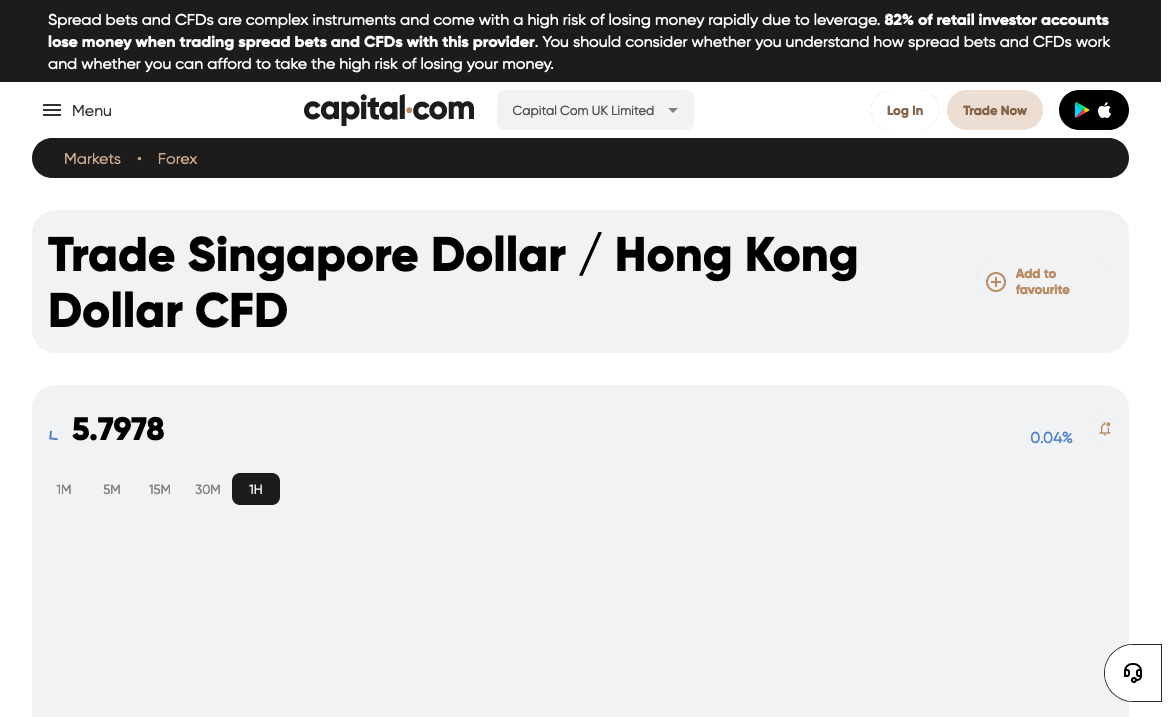 Spread bets and CFDs are complex instruments and come with a high risk of losing money rapidly due to leverage. 82% of retail investor accounts
lose money when trading spread bets and CFDs with this provider. You should consider whether you understand how spread bets and CFDs work
and whether you can afford to take the high risk of losing your money.
Menu
capital.com
Capital Com UK Limited
Log In
Trade Now
Markets • Forex
Trade Singapore Dollar / Hong Kong
Dollar CFD
Add to
favourite
5.7978
0.04%
1M 5M 15M 30M 1H